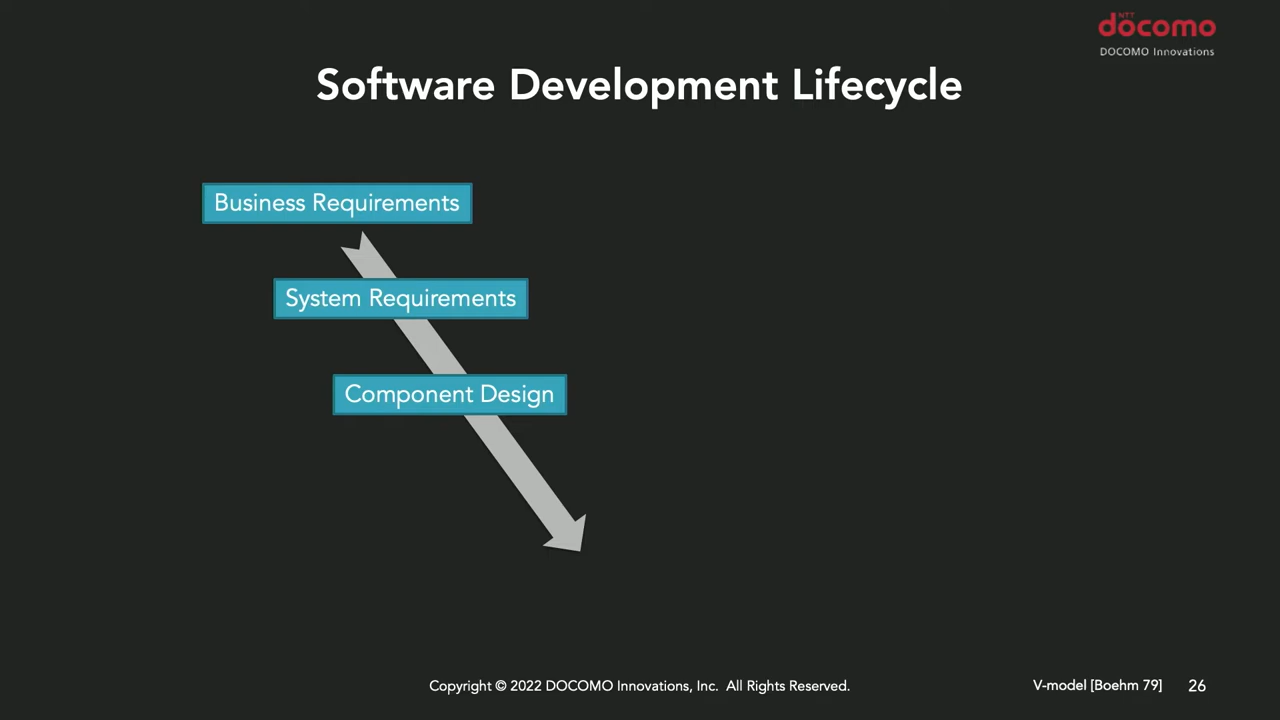 NTT
docomo
DOCOMO Innovations
Software Development Lifecycle
Business Requirements
System Requirements
Component Design
Copyright © 2022 DOCOMO Innovations, Inc. All Rights Reserved.
V-model [Boehm 79]
26